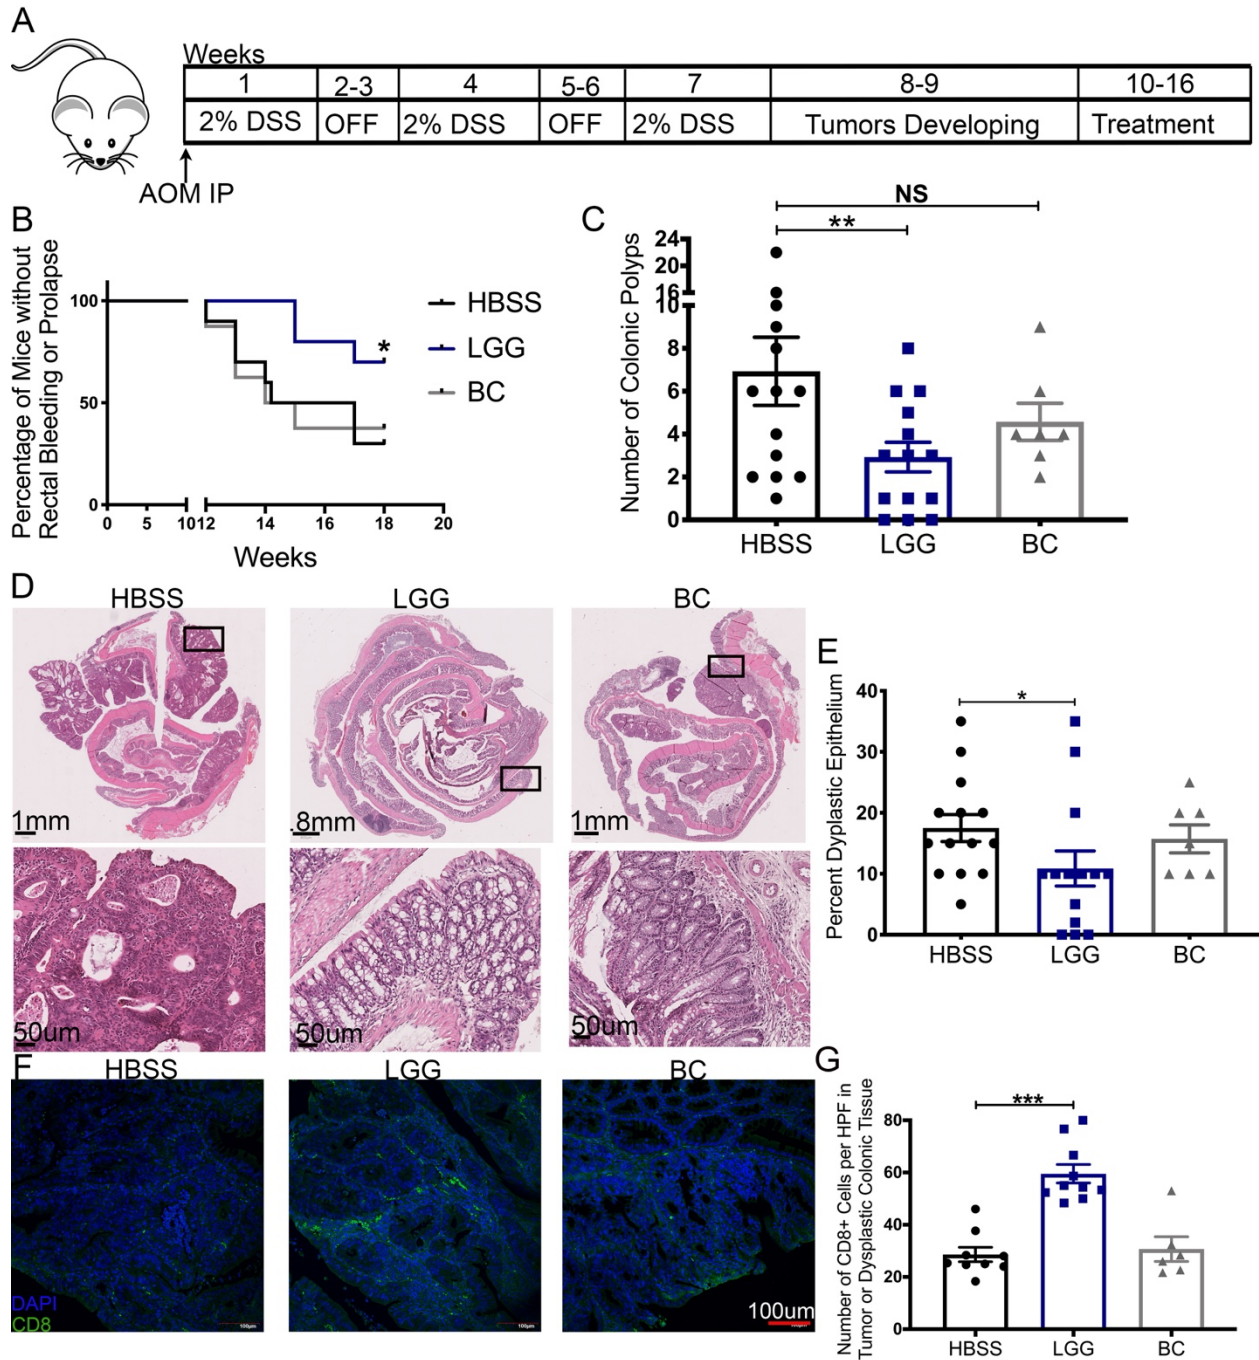 A
Weeks
1 2-3 4 5-6 7 8-9 10-16
2% DSS OFF 2% DSS OFF 2% DSS Tumors Developing Treatment
AOM IP
B
Percentage of Mice without
Rectal Bleeding or Prolapse
100
50
0
0 5 10 12 14 16 18 20
Weeks
HBSS
LGG
BC
*
C
NS
**
Number of Colonic Polyps
24
22
20
18
16
10
8
6
4
2
0
HBSS LGG BC
D
HBSS LGG BC
1mm .8mm 1mm
50um 50um 50um
E
*
Percent Dyplastic Epithelium
40
30
20
10
0
HBSS LGG BC
F
HBSS LGG BC
DAPI
CD8
100µm 100µm 100um
G
***
Number of CD8+ Cells per HPF in
Tumor or Dysplastic Colonic Tissue
80
60
40
20
0
HBSS LGG BC